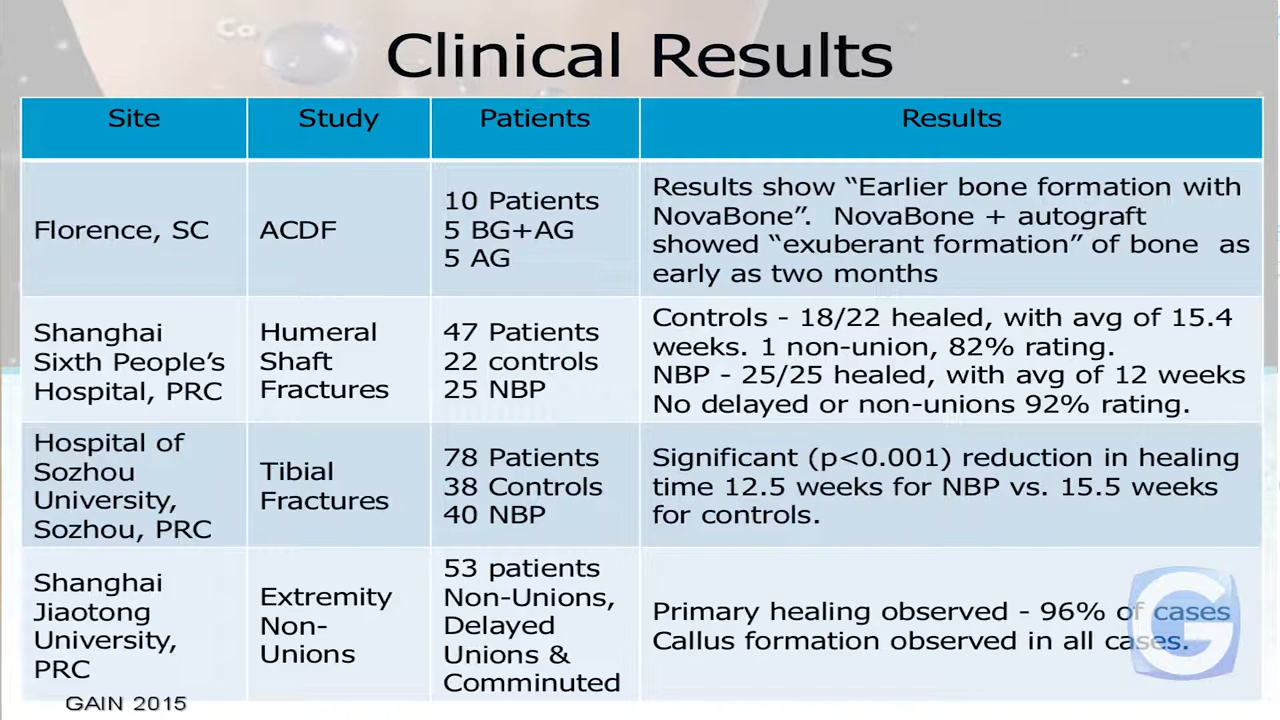 Ca
Clinical Results
Site
Study
Patients
Results
Florence, SC
ACDF
10 Patients
5 BG+AG
5 AG
Results show “Earlier bone formation with
NovaBone”. NovaBone + autograft
showed “exuberant formation” of bone as
early as two months
Shanghai
Sixth People’s
Hospital, PRC
Humeral
Shaft
Fractures
47 Patients
22 controls
25 NBP
Controls - 18/22 healed, with avg of 15.4
weeks. 1 non-union, 82% rating.
NBP - 25/25 healed, with avg of 12 weeks
No delayed or non-unions 92% rating.
Hospital of
Sozhou
University,
Sozhou, PRC
Tibial
Fractures
78 Patients
38 Controls
40 NBP
Significant (p<0.001) reduction in healing
time 12.5 weeks for NBP vs. 15.5 weeks
for controls.
Shanghai
Jiaotong
University,
PRC
Extremity
Non-
Unions
53 patients
Non-Unions,
Delayed
Unions &
Comminuted
Primary healing observed - 96% of cases
Callus formation observed in all cases.
G
GAIN 2015